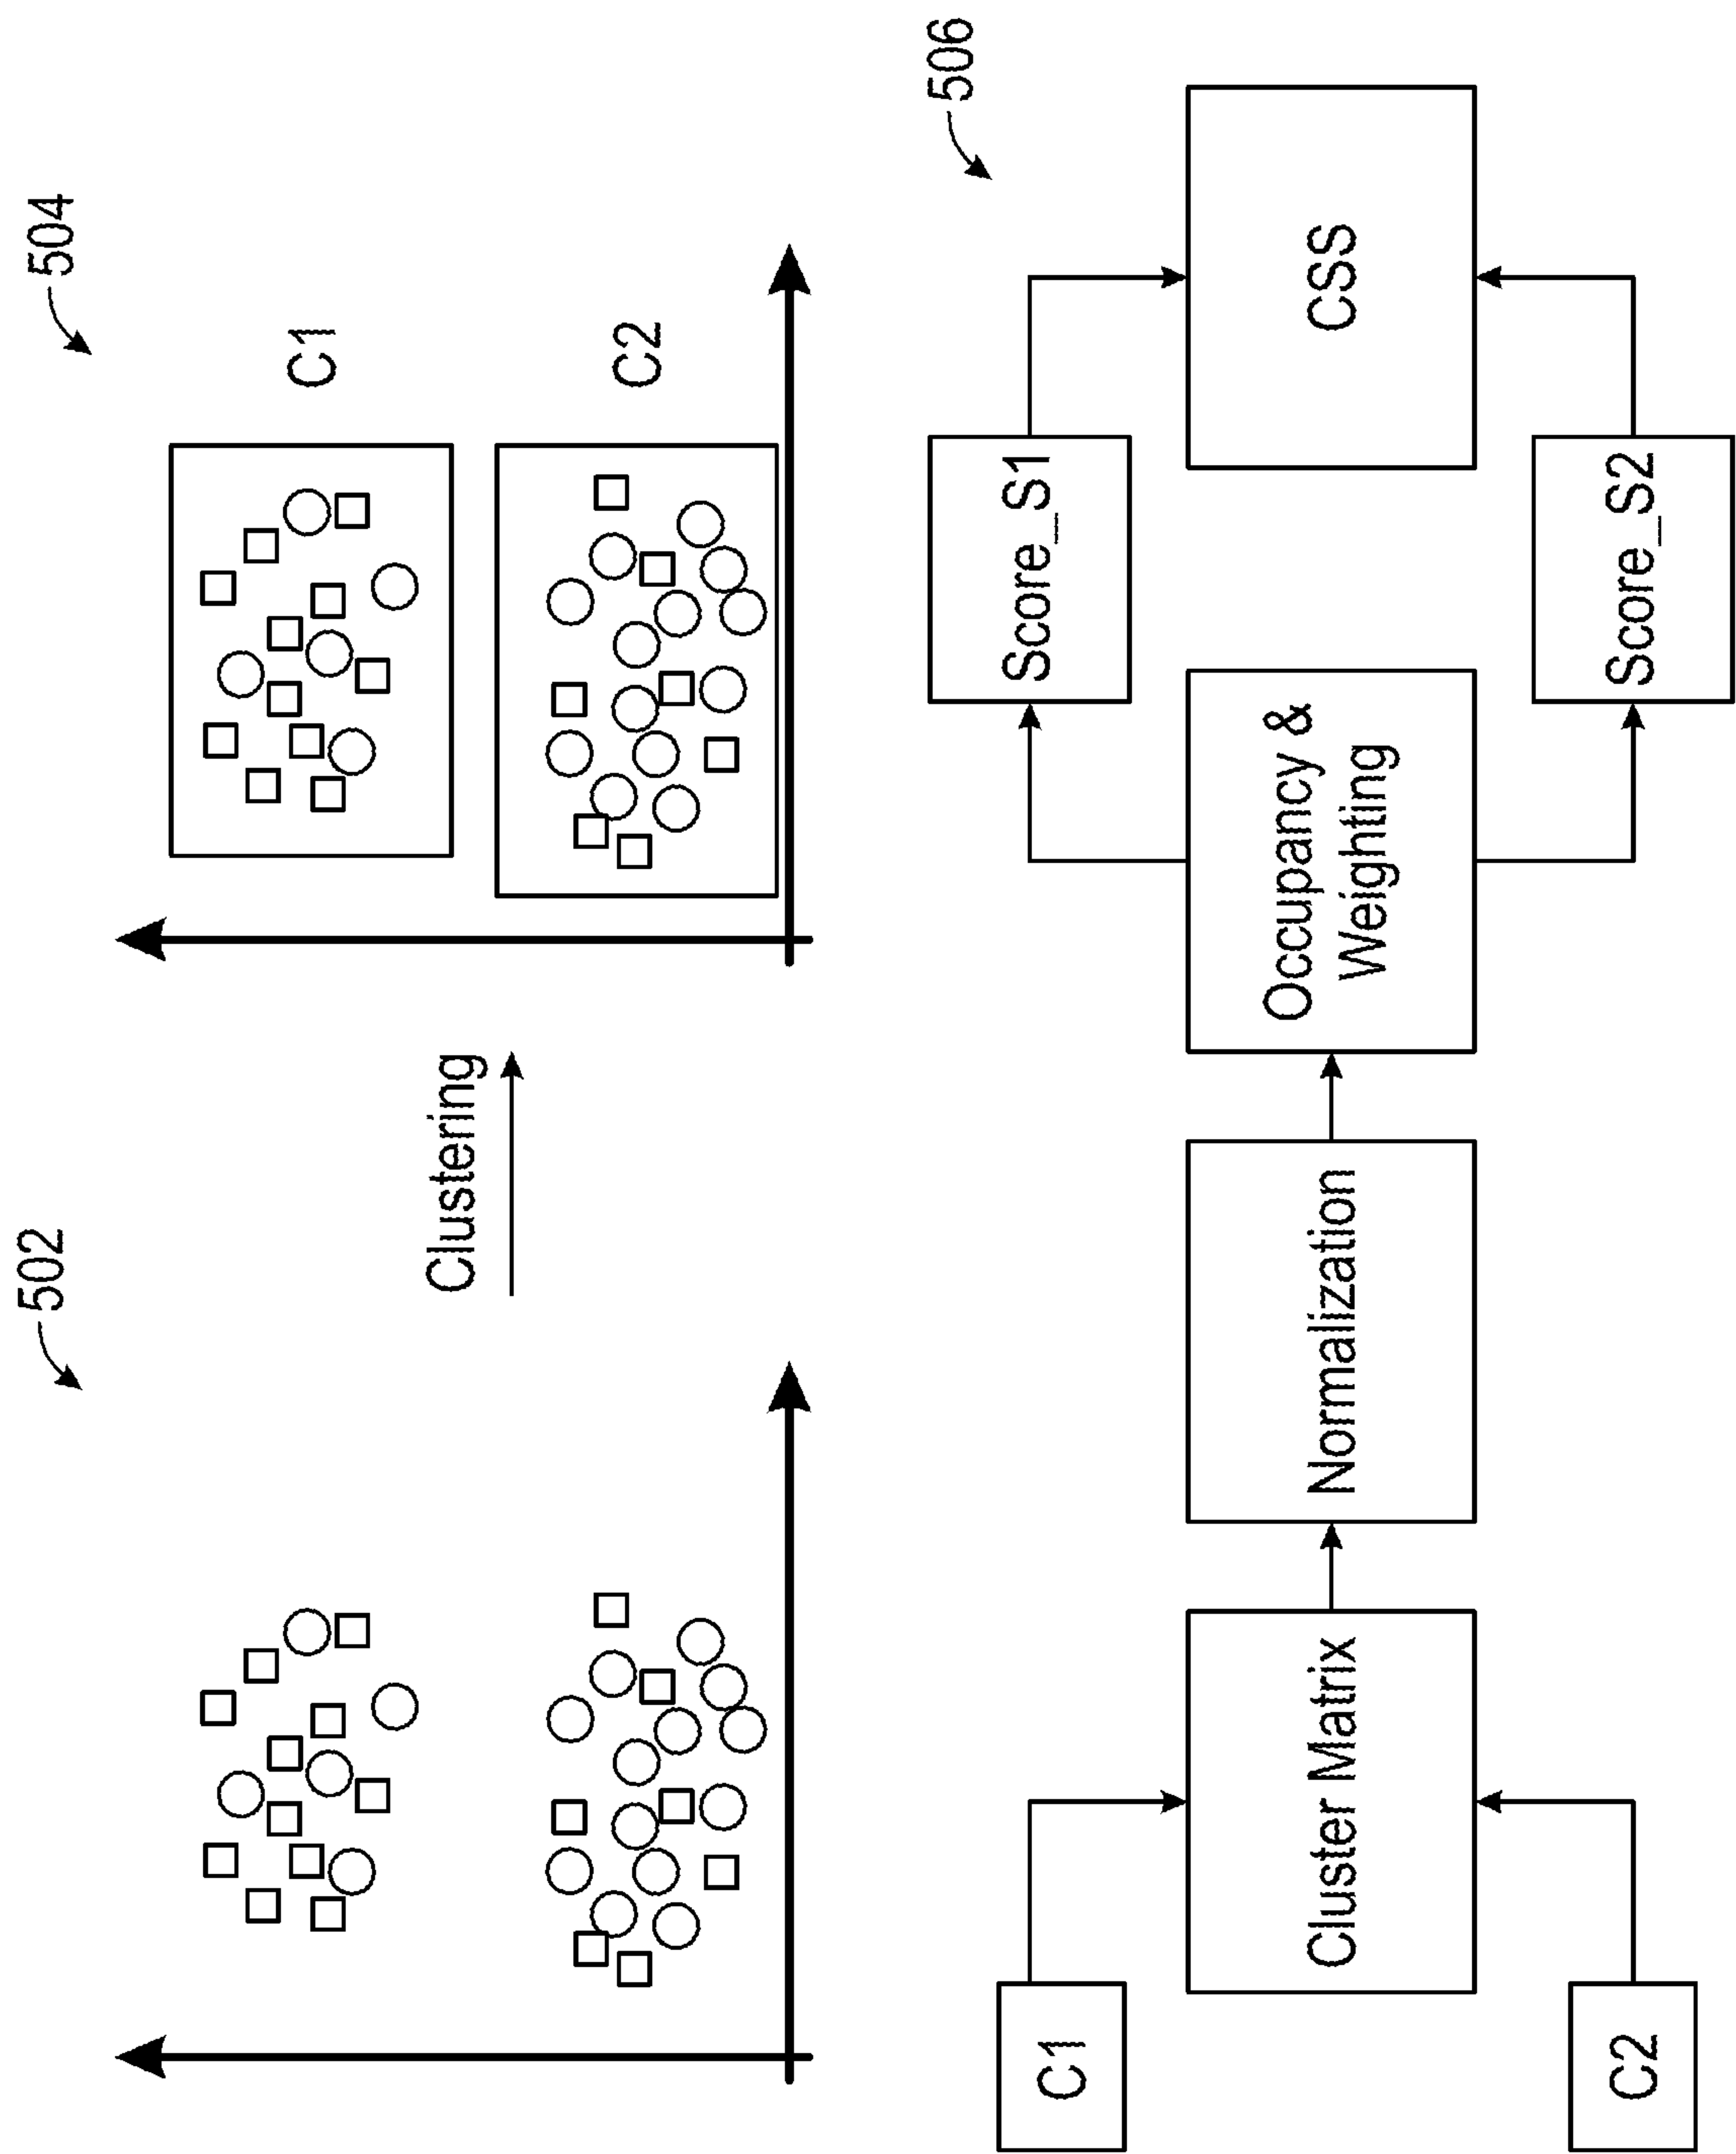 502
Clustering
504
C1
C2
506
C1
C2
Cluster Matrix
Normalization
Occupancy &
Weighting
Score_S1
Score_S2
CSS